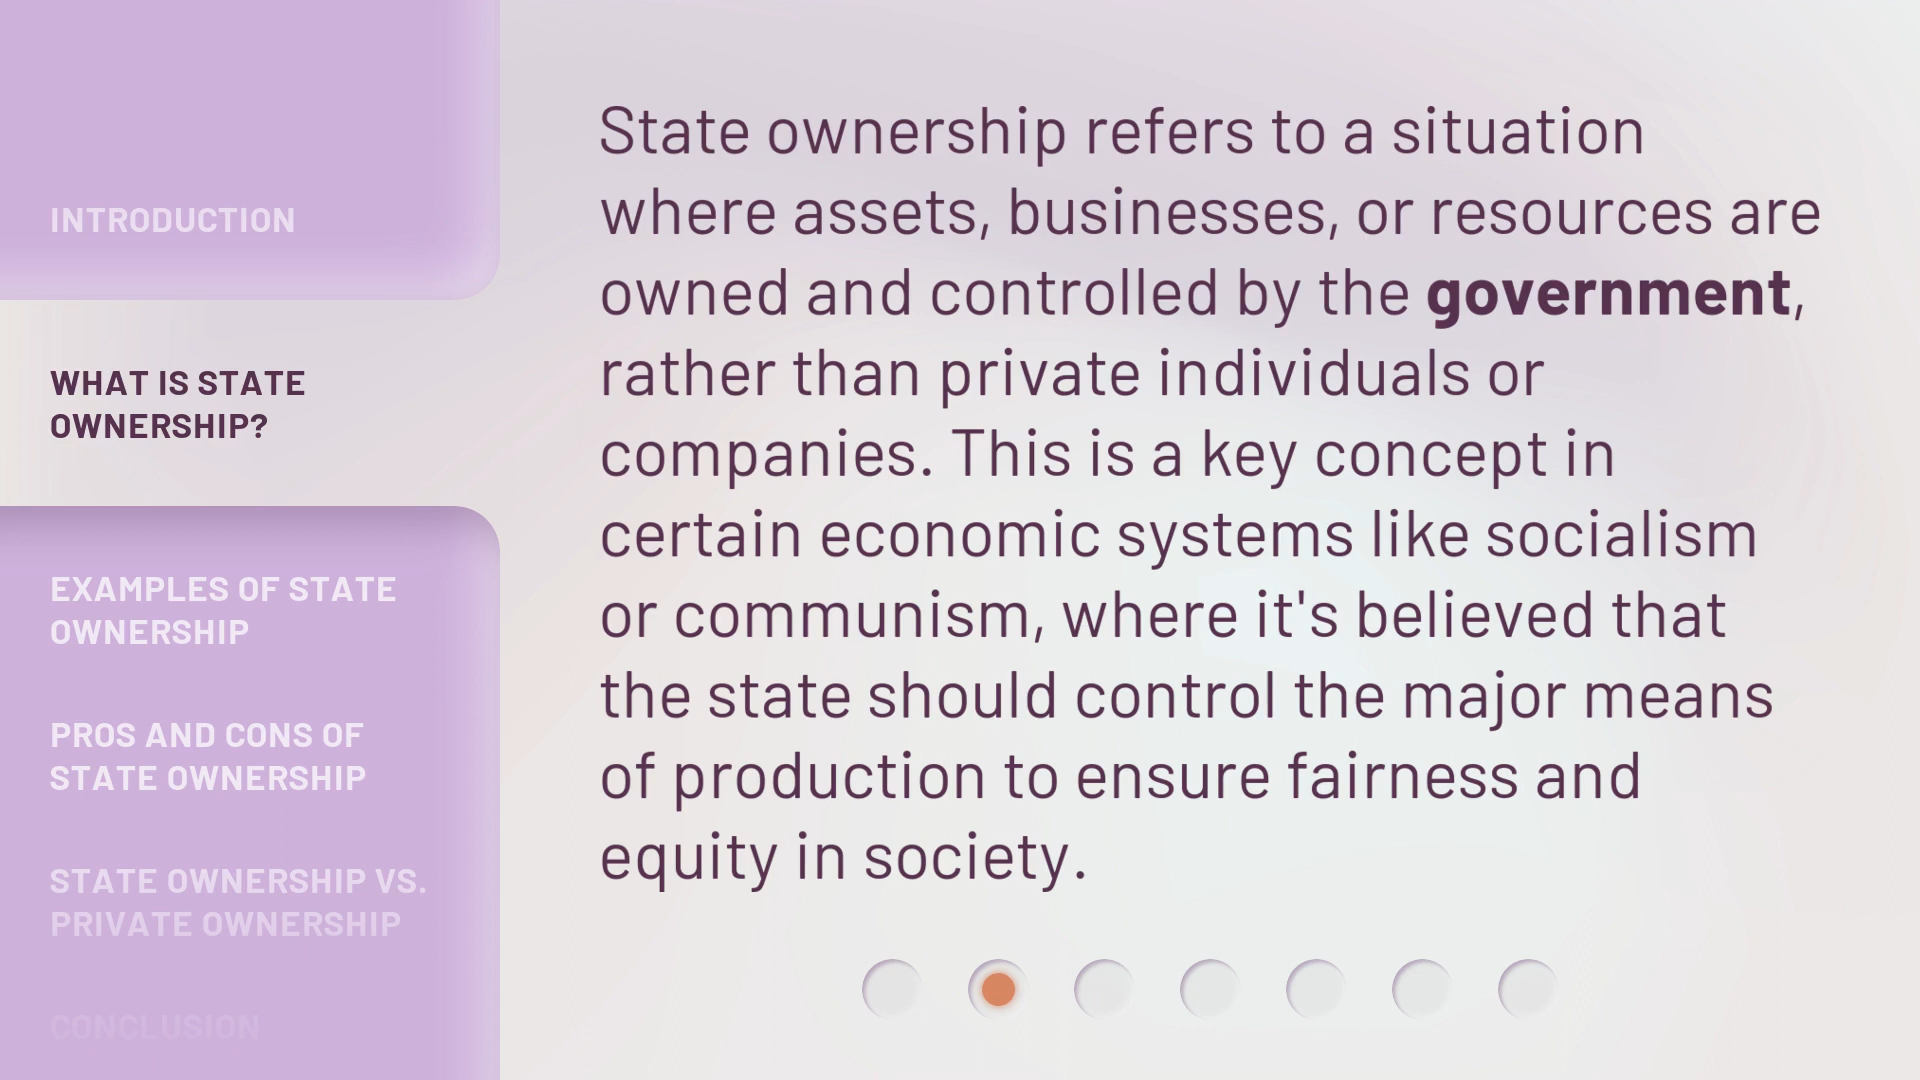 INTRODUCTION
WHAT IS STATE
OWNERSHIP?
EXAMPLES OF STATE
OWNERSHIP
PROS AND CONS OF
STATE OWNERSHIP
STATE OWNERSHIP VS.
PRIVATE OWNERSHIP
CONCLUSION
State ownership refers to a situation
where assets, businesses, or resources are
owned and controlled by the government,
rather than private individuals or
companies. This is a key concept in
certain economic systems like socialism
or communism, where it's believed that
the state should control the major means
of production to ensure fairness and
equity in society.